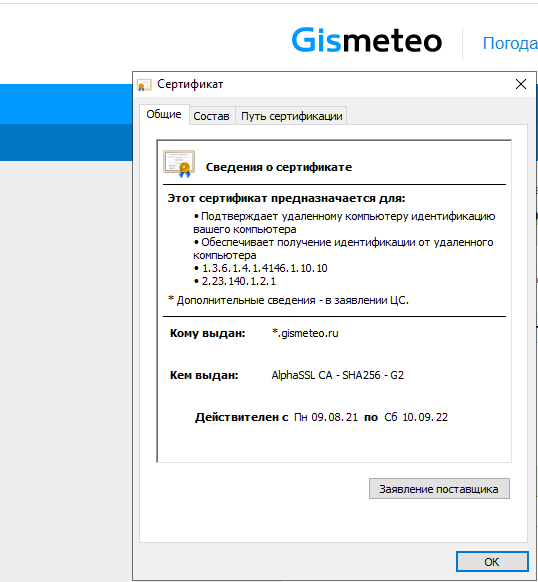 Gismeteo
Погода
Сертификат
Общие
Состав
Путь сертификации
Сведения о сертификате
Этот сертификат предназначается для:
• Подтверждает удаленному компьютеру идентификацию
вашего компьютера
• Обеспечивает получение идентификации от удаленного
компьютера
• 1.3.6.1.4.1.4146.1.10.10
• 2.23.140.1.2.1
* Дополнительные сведения - в заявлении ЦС.
Кому выдан: *.gismeteo.ru
Кем выдан: AlphaSSL CA - SHA256 - G2
Действителен с Пн 09.08.21 по Сб 10.09.22
Заявление поставщика
ОК